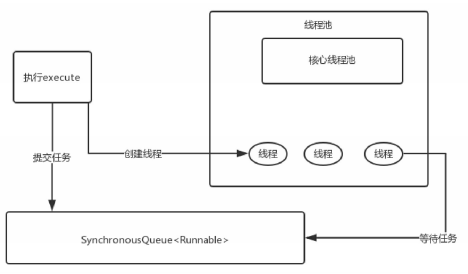 线程池
核心线程池
执行execute
提交任务
创建线程
线程
线程
线程
等待任务
SynchronousQueue<Runnable>